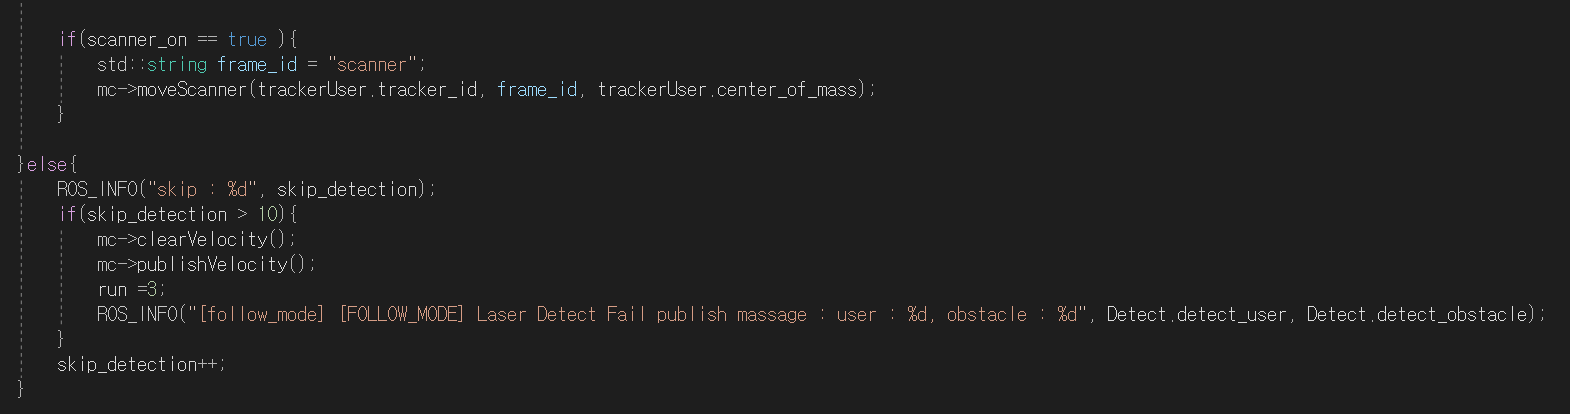 if(scanner_on == true ){
std::string frame_id = "scanner";
mc->moveScanner(trackerUser.tracker_id, frame_id, trackerUser.center_of_mass);
}
}else{
ROS_INFO("skip : %d", skip_detection);
if(skip_detection > 10){
mc->clearVelocity();
mc->publishVelocity();
run =3;
ROS_INFO("[follow_mode] [FOLLOW_MODE] Laser Detect Fail publish massage : user : %d, obstacle : %d", Detect.detect_user, Detect.detect_obstacle);
}
skip_detection++;
}